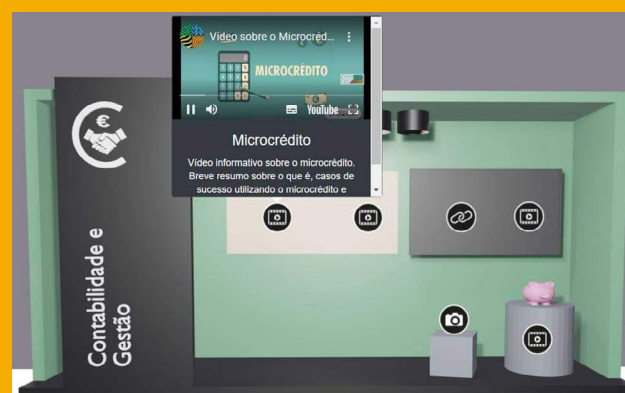 Vídeo sobre o Microcréd...
MICROCRÉDITO
YouTube
Microcrédito
Vídeo informativo sobre o microcrédito.
Breve resumo sobre o que é, casos de
sucesso utilizando o microcrédito e
Contabilidade e
Gestão